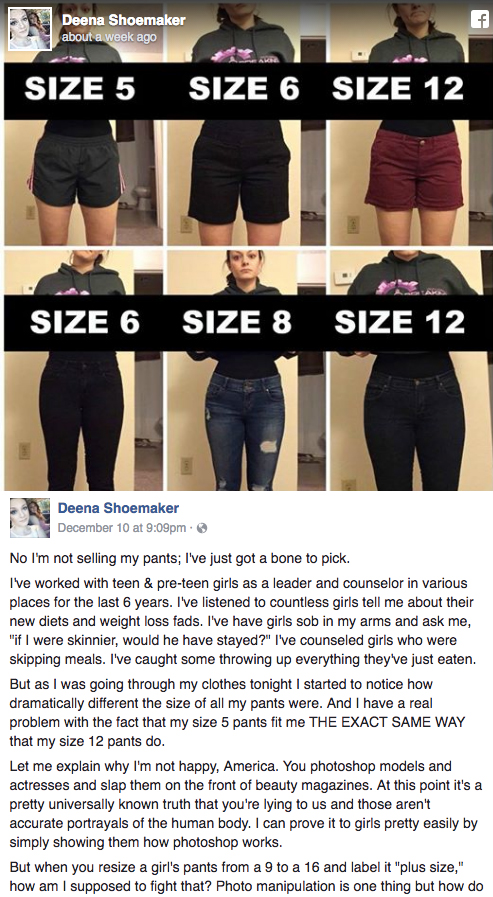 Deena Shoemaker
about a week ago
f
SIZE 5
SIZE 6
SIZE 12
SIZE 6
SIZE 8
SIZE 12
Deena Shoemaker
December 10 at 9:09pm ·
No I'm not selling my pants; I've just got a bone to pick.
I've worked with teen & pre-teen girls as a leader and counselor in various
places for the last 6 years. I've listened to countless girls tell me about their
new diets and weight loss fads. I've have girls sob in my arms and ask me,
"if I were skinnier, would he have stayed?" I've counseled girls who were
skipping meals. I've caught some throwing up everything they've just eaten.
But as I was going through my clothes tonight I started to notice how
dramatically different the size of all my pants were. And I have a real
problem with the fact that my size 5 pants fit me THE EXACT SAME WAY
that my size 12 pants do.
Let me explain why I'm not happy, America. You photoshop models and
actresses and slap them on the front of beauty magazines. At this point it's a
pretty universally known truth that you're lying to us and those aren't
accurate portrayals of the human body. I can prove it to girls pretty easily by
simply showing them how photoshop works.
But when you resize a girl's pants from a 9 to a 16 and label it "plus size,"
how am I supposed to fight that? Photo manipulation is one thing but how do